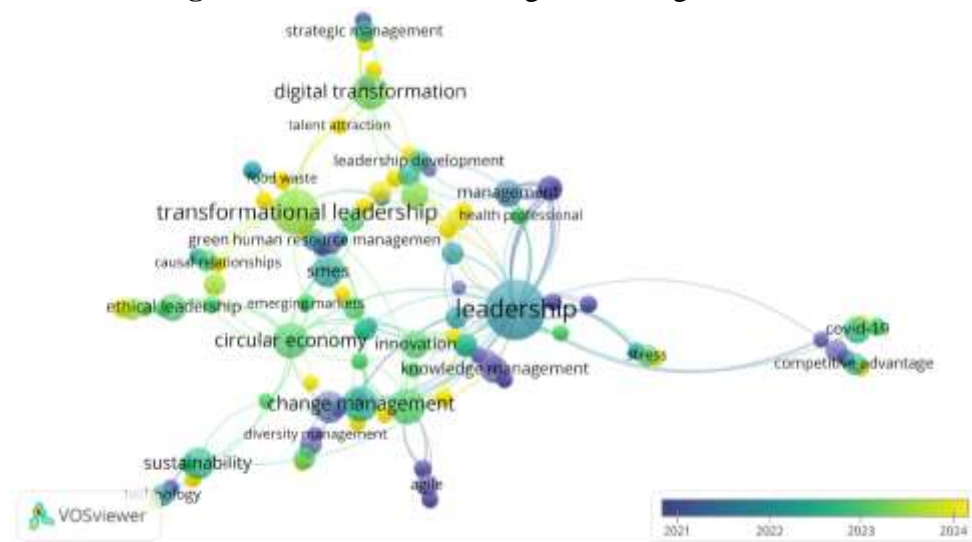 strategic management
digital transformation
talent attraction
leadership development
food waste
management
transformational leadership
health professional
green human resource managemen
causal relationships
smes
ethical leadership
emerging markets
leadership
circular economy
innovation
covid-19
stress
knowledge management
competitive advantage
change management
diversity management
sustainability
agile
technology
VOSviewer
2021 2022 2023 2024